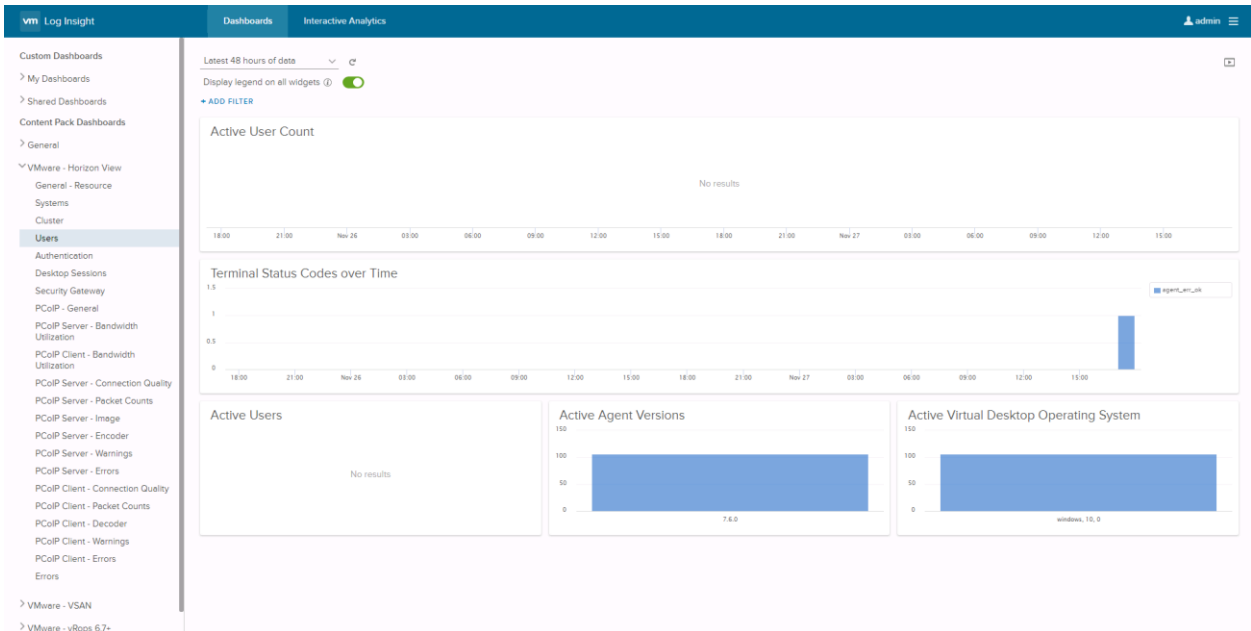 vm Log Insight
Dashboards
Interactive Analytics
admin
Custom Dashboards
My Dashboards
Shared Dashboards
Content Pack Dashboards
General
VMware - Horizon View
General - Resource
Systems
Cluster
Users
Authentication
Desktop Sessions
Security Gateway
PCoIP - General
PCoIP Server - Bandwidth
Utilization
PCoIP Client - Bandwidth
Utilization
PCoIP Server - Connection Quality
PCoIP Server - Packet Counts
PCoIP Server - Image
PCoIP Server - Encoder
PCoIP Server - Warnings
PCoIP Server - Errors
PCoIP Client - Connection Quality
PCoIP Client - Packet Counts
PCoIP Client - Decoder
PCoIP Client - Warnings
PCoIP Client - Errors
Errors
VMware - VSAN
VMware - vRops 6.7+
Latest 48 hours of data
Display legend on all widgets
+ ADD FILTER
Active User Count
No results
18:00 21:00 Nov 26 03:00 06:00 09:00 12:00 15:00 18:00 21:00 Nov 27 03:00 06:00 09:00 12:00 15:00
Terminal Status Codes over Time
1.5
1
0.5
0
agent_err_ok
18:00 21:00 Nov 26 03:00 06:00 09:00 12:00 15:00 18:00 21:00 Nov 27 03:00 06:00 09:00 12:00 15:00
Active Users
No results
Active Agent Versions
150
100
50
0
7.6.0
Active Virtual Desktop Operating System
150
100
50
0
windows, 10, 0